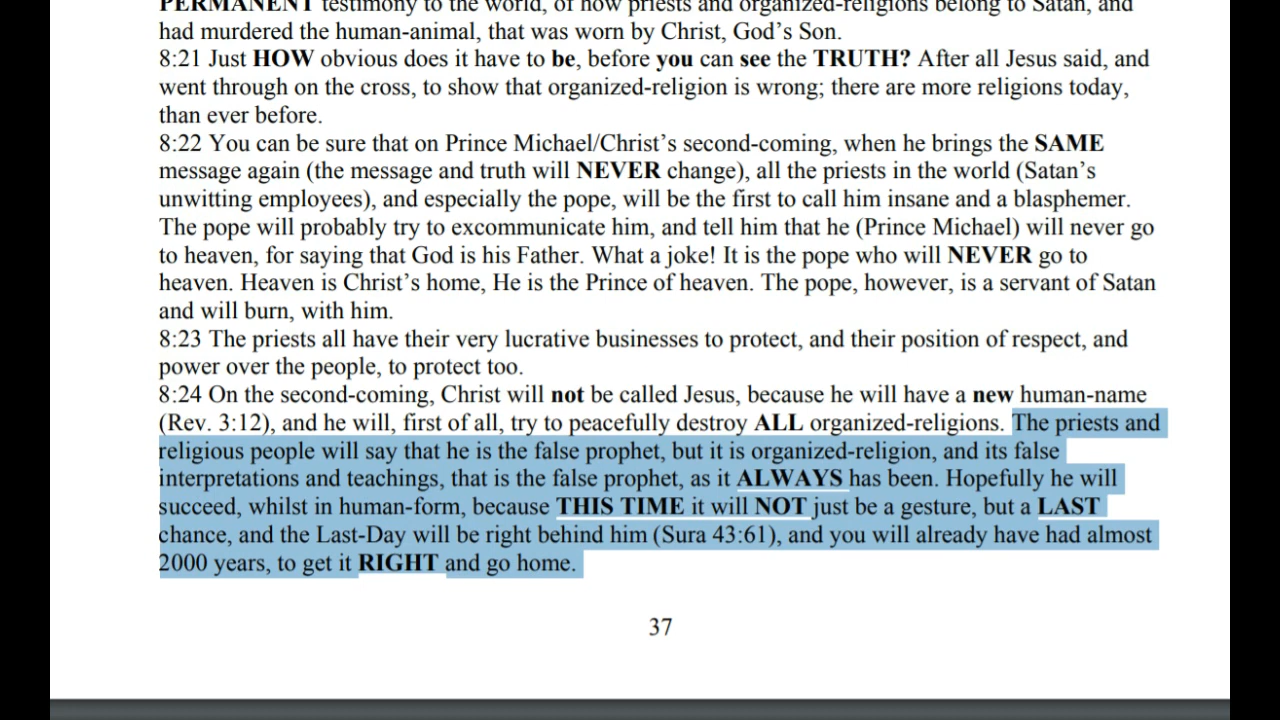 PERMANENT testimony to the world, of how priests and organized-religions belong to Satan, and
had murdered the human-animal, that was worn by Christ, God’s Son.
8:21 Just HOW obvious does it have to be, before you can see the TRUTH? After all Jesus said, and
went through on the cross, to show that organized-religion is wrong; there are more religions today,
than ever before.
8:22 You can be sure that on Prince Michael/Christ’s second-coming, when he brings the SAME
message again (the message and truth will NEVER change), all the priests in the world (Satan’s
unwitting employees), and especially the pope, will be the first to call him insane and a blasphemer.
The pope will probably try to excommunicate him, and tell him that he (Prince Michael) will never go
to heaven, for saying that God is his Father. What a joke! It is the pope who will NEVER go to
heaven. Heaven is Christ’s home, He is the Prince of heaven. The pope, however, is a servant of Satan
and will burn, with him.
8:23 The priests all have their very lucrative businesses to protect, and their position of respect, and
power over the people, to protect too.
8:24 On the second-coming, Christ will not be called Jesus, because he will have a new human-name
(Rev. 3:12), and he will, first of all, try to peacefully destroy ALL organized-religions. The priests and
religious people will say that he is the false prophet, but it is organized-religion, and its false
interpretations and teachings, that is the false prophet, as it ALWAYS has been. Hopefully he will
succeed, whilst in human-form, because THIS TIME it will NOT just be a gesture, but a LAST
chance, and the Last-Day will be right behind him (Sura 43:61), and you will already have had almost
2000 years, to get it RIGHT and go home.
37